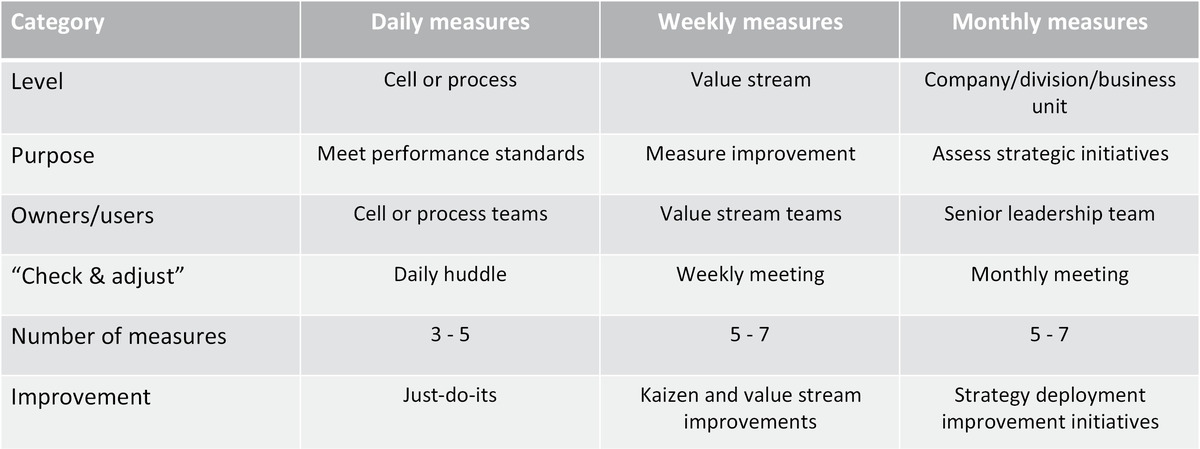 Category Daily measures Weekly measures Monthly measures
Level Cell or process Value stream Company/division/business
unit
Purpose Meet performance standards Measure improvement Assess strategic initiatives
Owners/users Cell or process teams Value stream teams Senior leadership team
“Check & adjust” Daily huddle Weekly meeting Monthly meeting
Number of measures 3 - 5 5 - 7 5 - 7
Improvement Just-do-its Kaizen and value stream Strategy deployment
improvements improvement initiatives